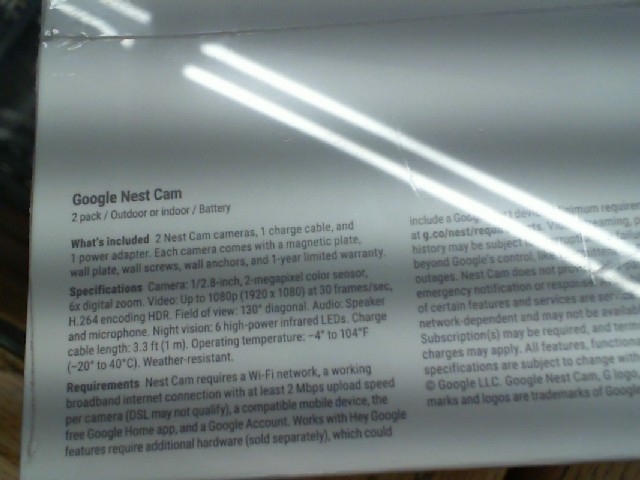 Google Nest Cam
2 pack / Outdoor or indoor / Battery
What's included 2 Nest Cam cameras, 1 charge cable, and
1 power adapter. Each camera comes with a magnetic plate,
wall plate, wall screws, wall anchors, and 1-year limited warranty.
Specifications Camera: 1/2.8-inch, 2-megapixel color sensor,
6x digital zoom. Video: Up to 1080p (1920 x 1080) at 30 frames/sec,
H.264 encoding HDR. Field of view: 130° diagonal. Audio: Speaker
and microphone. Night vision: 6 high-power infrared LEDs. Charge
cable length: 3.3 ft (1 m). Operating temperature: –4° to 104°F
(–20° to 40°C). Weather-resistant.
Requirements Nest Cam requires a Wi-Fi network, a working
broadband internet connection with at least 2 Mbps upload speed
per camera (DSL may not qualify), a compatible mobile device, the
free Google Home app, and a Google Account. Works with Hey Google
features require additional hardware (sold separately), which could
include a
at
history may be subject
beyond Google's control,
outages. Nest Cam does not
emergency notification or
of certain features and services are
network-dependent and may not be
Subscription(s) may be required, and
charges may apply. All features,
specifications are subject to change
© Google LLC. Google Nest Cam, G logo,
marks and logos are trademarks of Google